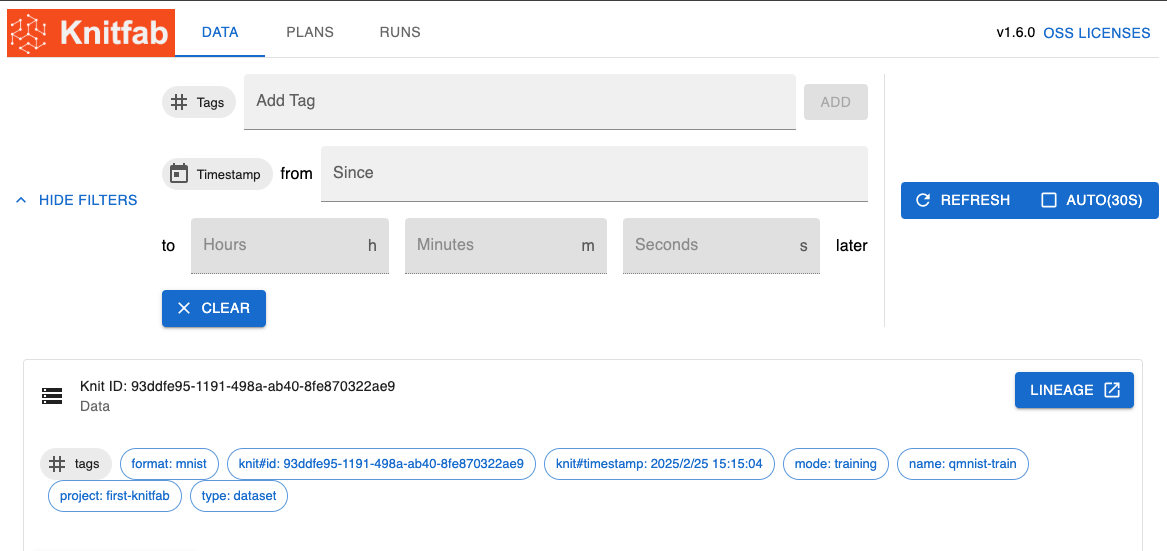 Knitfab DATA PLANS RUNS v1.6.0 OSS LICENSES
Tags Add Tag ADD
Timestamp from Since
HIDE FILTERS REFRESH AUTO(30S)
to Hours h Minutes m Seconds s later
CLEAR
Knit ID: 93ddfe95-1191-498a-ab40-8fe870322ae9
Data
LINEAGE
tags format: mnist knit#id: 93ddfe95-1191-498a-ab40-8fe870322ae9 knit#timestamp: 2025/2/25 15:15:04 mode: training name: qmnist-train
project: first-knitfab type: dataset